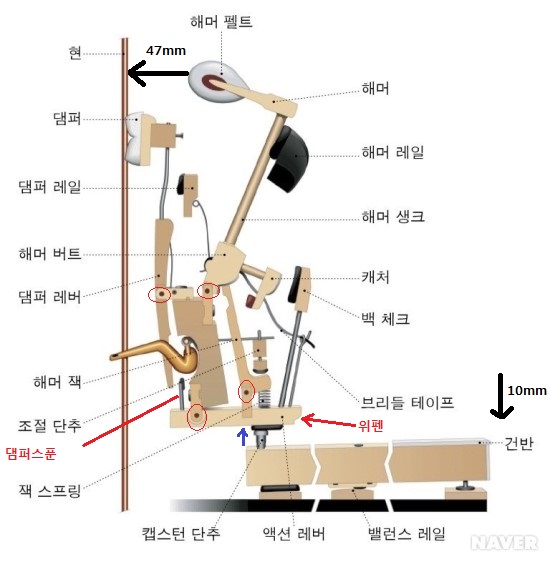 해머 펠트
47mm
현
해머
댐퍼
해머 레일
댐퍼 레일
해머 생크
해머 버트
캐처
댐퍼 레버
백 체크
해머 잭
브리들 테이프
10mm
조절 단추
위펜
댐퍼스푼
건반
잭 스프링
캡스턴 단추
액션 레버
밸런스 레일
NAVER